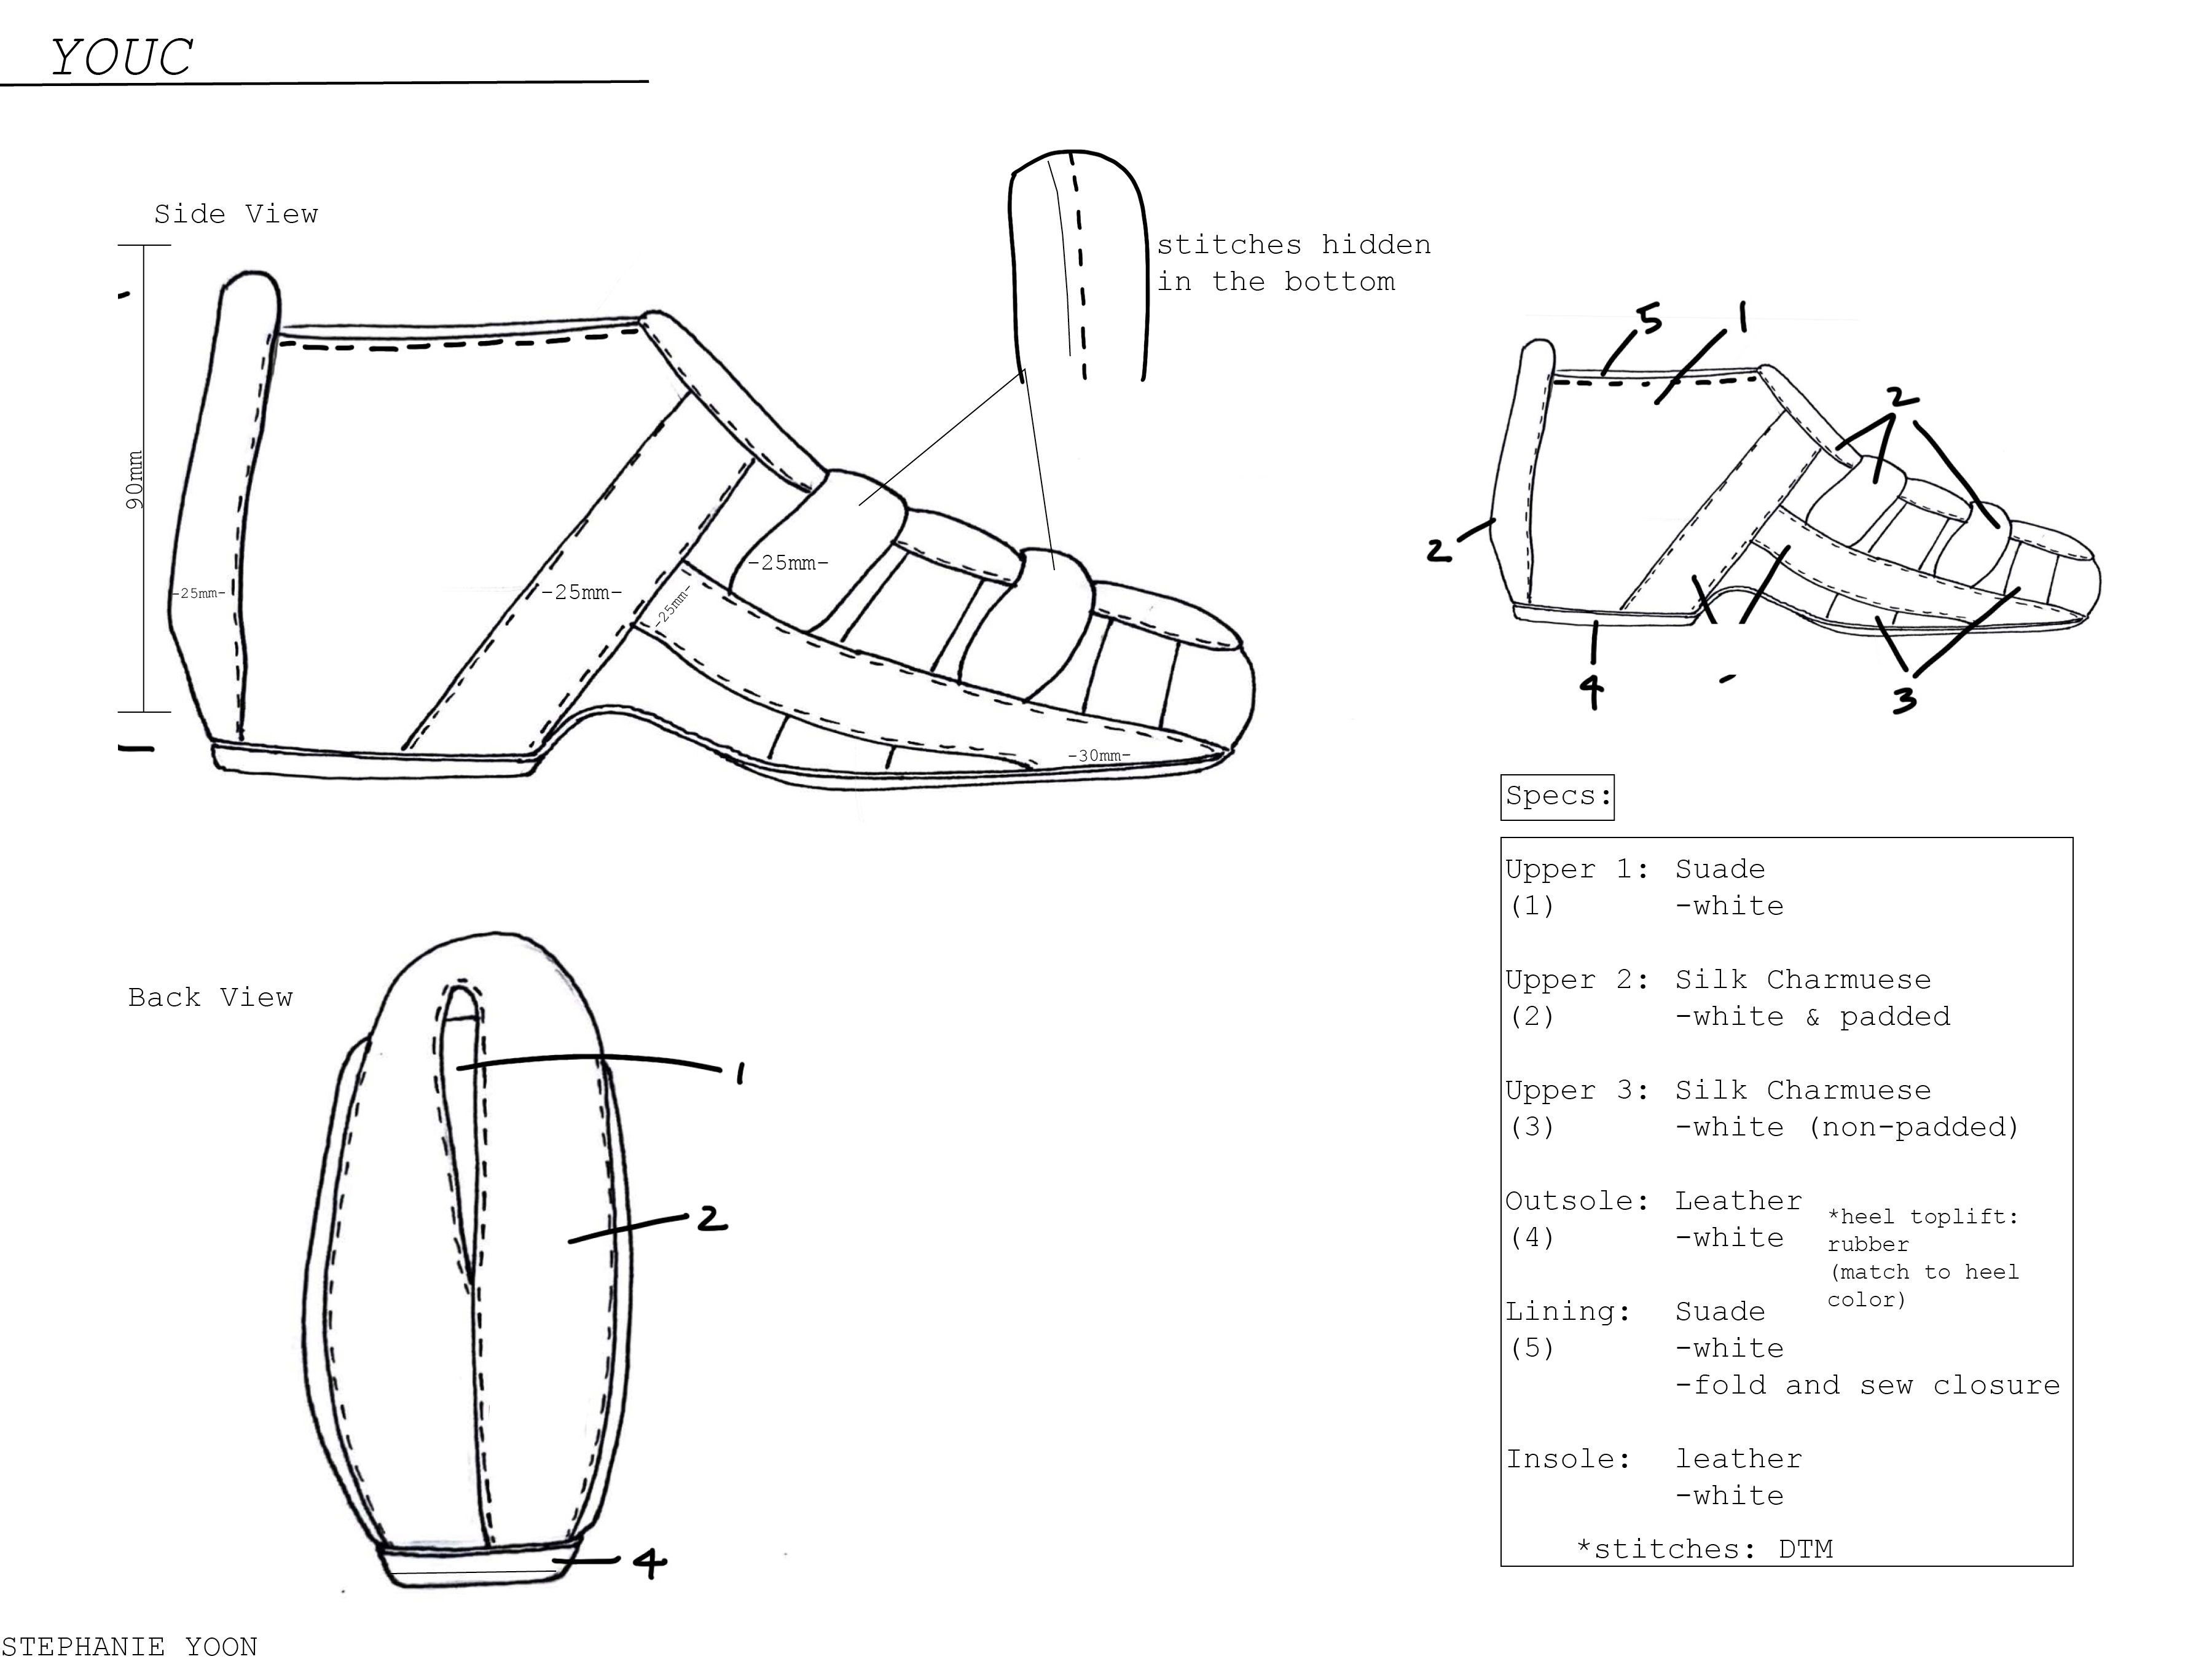 YOUC
Side View
stitches hidden
in the bottom
90mm
-25mm-
-25mm-
-25mm-
-25mm-
-30mm-
5
1
2
2
4
3
Specs:
Upper 1: Suade
(1) -white
Upper 2: Silk Charmuese
(2) -white & padded
Upper 3: Silk Charmuese
(3) -white (non-padded)
Outsole: Leather
(4) -white
*heel toplift:
rubber
(match to heel
color)
Lining: Suade
(5) -white
-fold and sew closure
Insole: leather
-white
*stitches: DTM
Back View
1
2
4
STEPHANIE YOON